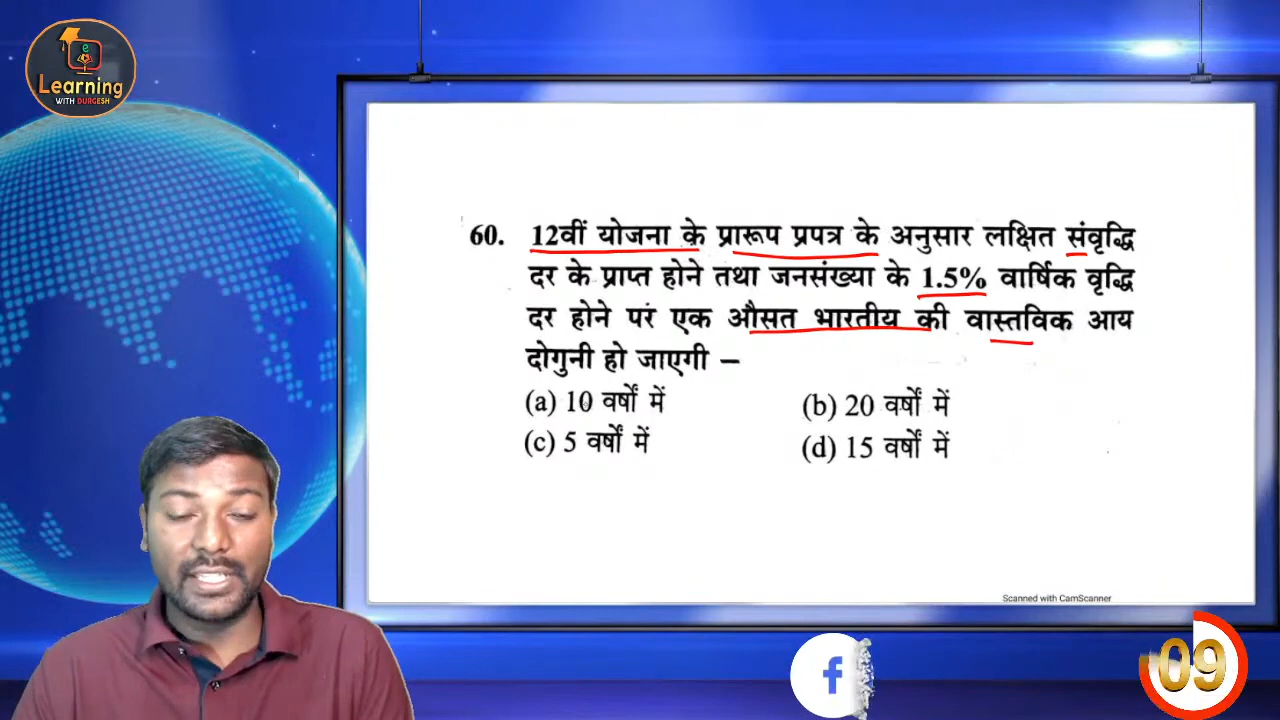 e
Learning
WITH DURGESH
60. 12वीं योजना के प्रारूप प्रपत्र के अनुसार लक्षित संवृद्धि
दर के प्राप्त होने तथा जनसंख्या के 1.5% वार्षिक वृद्धि
दर होने परं एक औसत भारतीय की वास्तविक आय
दोगुनी हो जाएगी –
(a) 10 वर्षों में (b) 20 वर्षों में
(c) 5 वर्षों में (d) 15 वर्षों में
Scanned with CamScanner
f
09